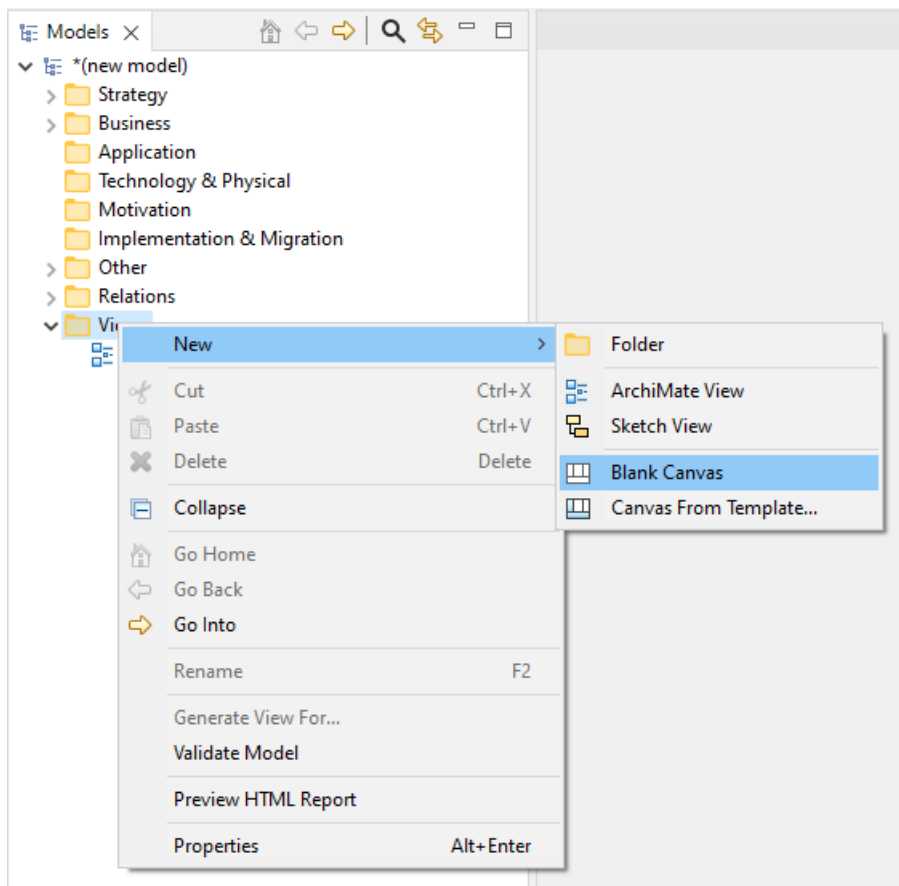 Models
*(new model)
Strategy
Business
Application
Technology & Physical
Motivation
Implementation & Migration
Other
Relations
New
Cut Ctrl+X
Paste Ctrl+V
Delete Delete
Collapse
Go Home
Go Back
Go Into
Rename F2
Generate View For...
Validate Model
Preview HTML Report
Properties Alt+Enter
Folder
ArchiMate View
Sketch View
Blank Canvas
Canvas From Template...